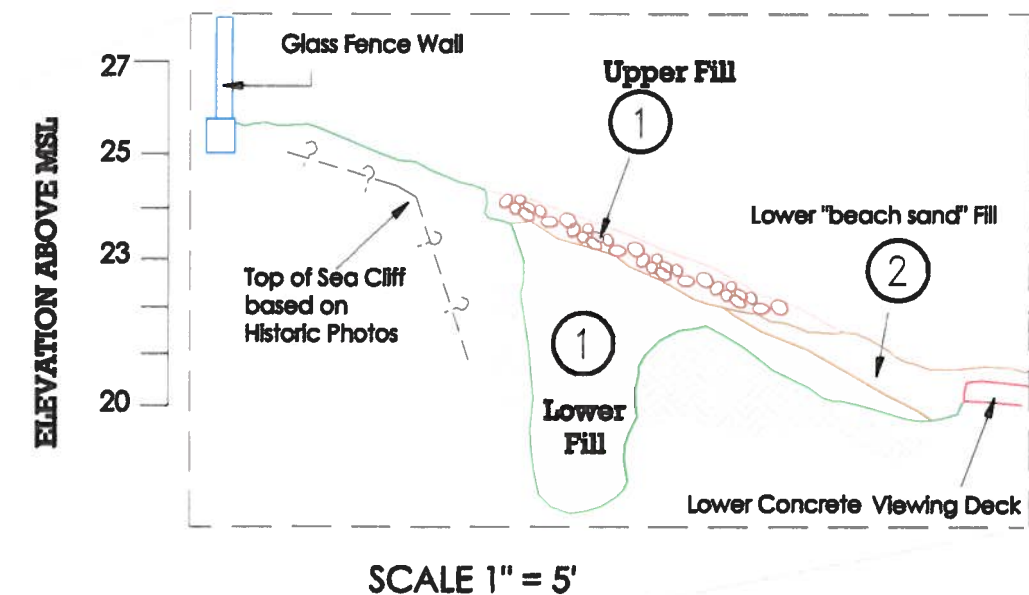 Glass Fence Wall
27
Upper Fill
1
25
ELEVATION ABOVE MSL
?
?
Lower "beach sand" Fill
23
2
?
Top of Sea Cliff
based on
Historic Photos
?
1
20
Lower
Fill
Lower Concrete Viewing Deck
SCALE 1" = 5'